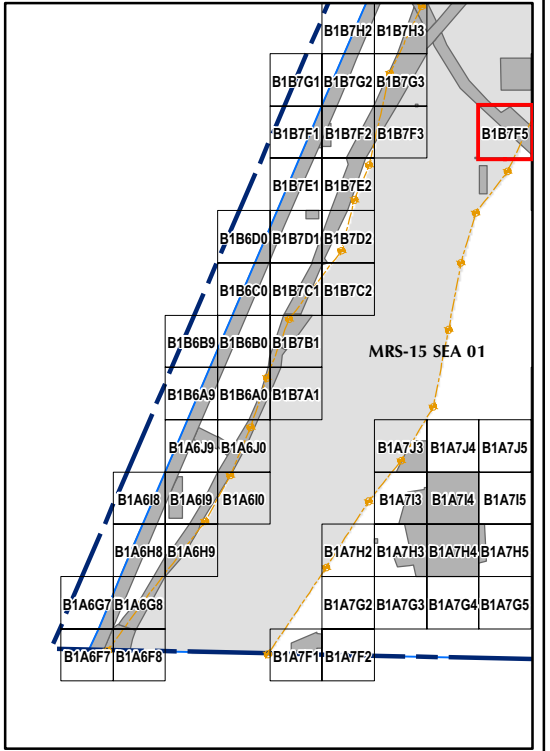 B1B7H2 B1B7H3
B1B7G1 B1B7G2 B1B7G3
B1B7F1 B1B7F2 B1B7F3 B1B7F5
B1B7E1 B1B7E2
B1B6D0 B1B7D1 B1B7D2
B1B6C0 B1B7C1 B1B7C2
B1B6B9 B1B6B0 B1B7B1
MRS-15 SEA 01
B1B6A9 B1B6A0 B1B7A1
B1A6J9 B1A6J0 B1A7J3 B1A7J4 B1A7J5
B1A6I8 B1A6I9 B1A6I0 B1A7I3 B1A7I4 B1A7I5
B1A6H8 B1A6H9 B1A7H2 B1A7H3 B1A7H4 B1A7H5
B1A6G7 B1A6G8 B1A7G2 B1A7G3 B1A7G4 B1A7G5
B1A6F7 B1A6F8 B1A7F1 B1A7F2